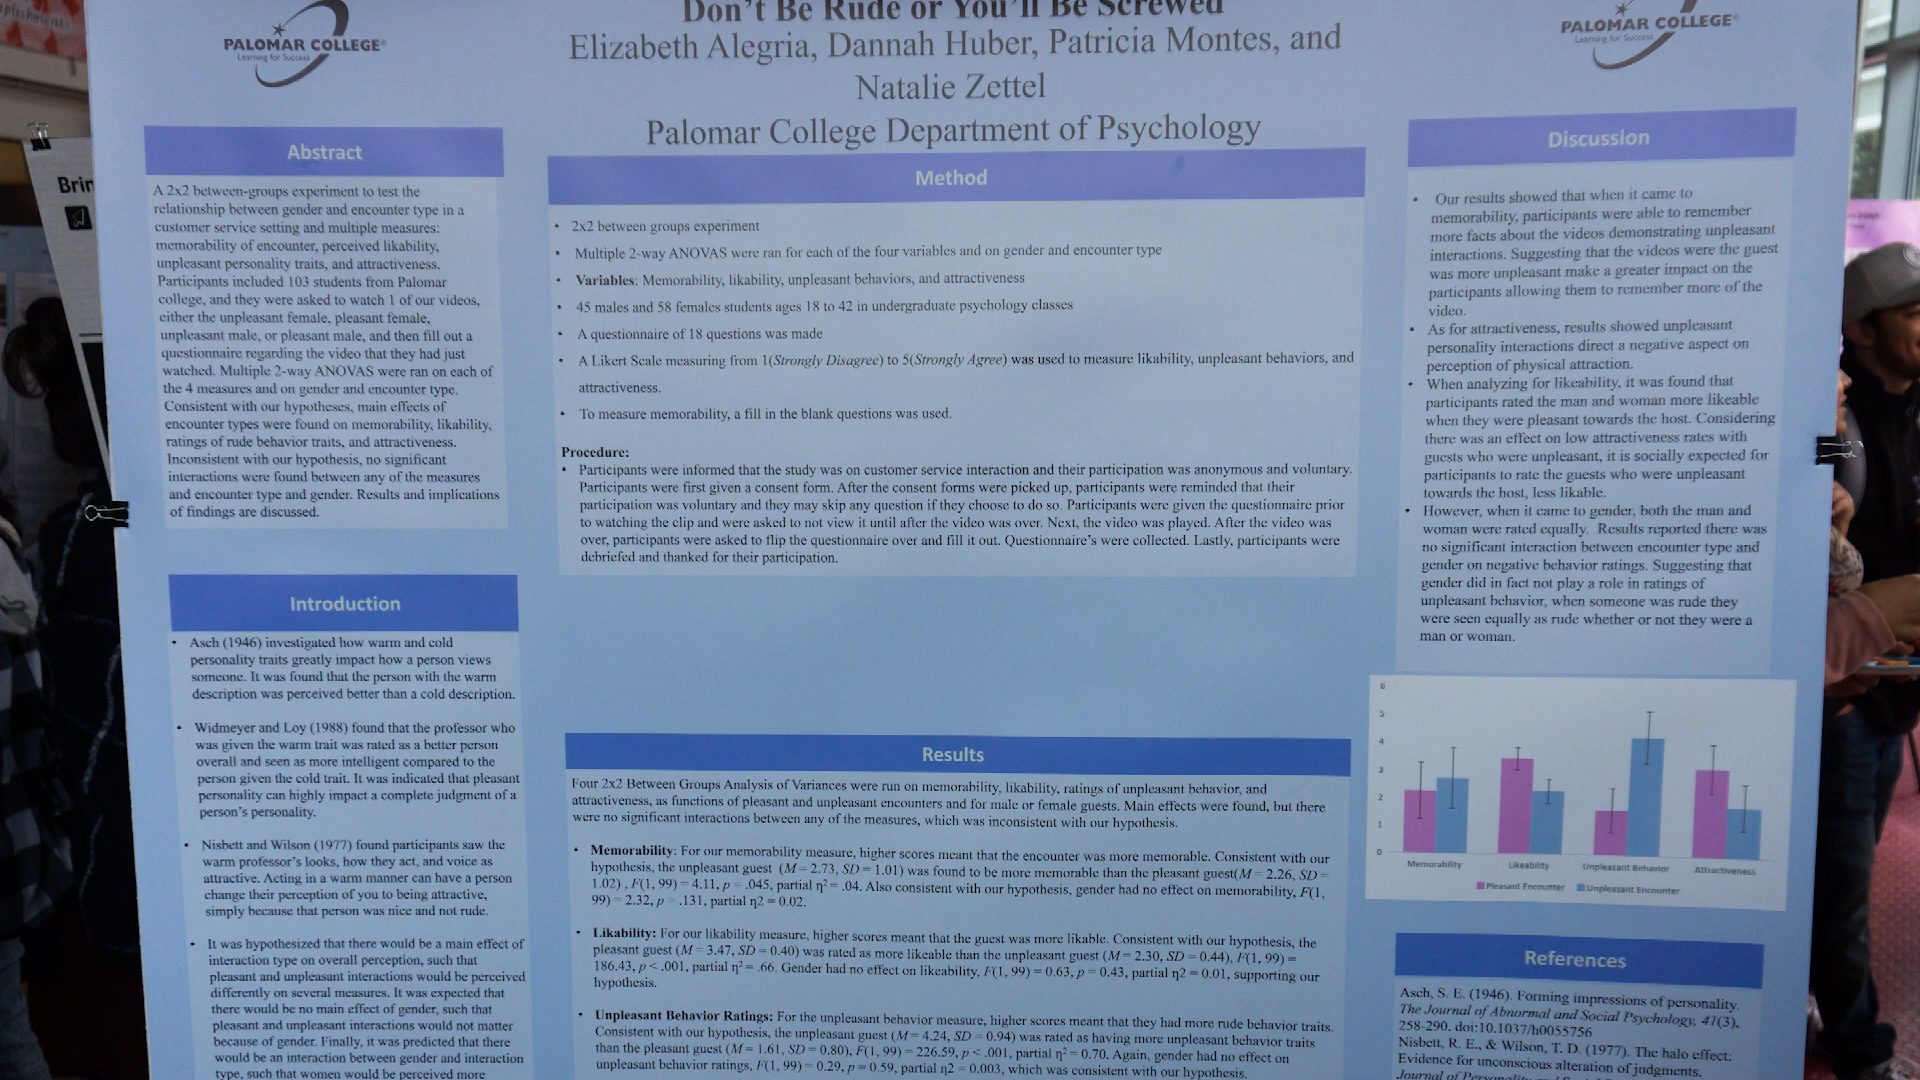 Don't Be Rude or You'll Be Screwed
Elizabeth Alegria, Dannah Huber, Patricia Montes, and
Natalie Zettel
Palomar College Department of Psychology
PALOMAR COLLEGE®
Learning for Success
PALOMAR COLLEGE®
Learning for Success
Brin
Abstract
A 2x2 between-groups experiment to test the
relationship between gender and encounter type in a
customer service setting and multiple measures:
memorability of encounter, perceived likability,
unpleasant personality traits, and attractiveness.
Participants included 103 students from Palomar
college, and they were asked to watch 1 of our videos,
either the unpleasant female, pleasant female,
unpleasant male, or pleasant male, and then fill out a
questionnaire regarding the video that they had just
watched. Multiple 2-way ANOVAS were ran on each of
the 4 measures and on gender and encounter type.
Consistent with our hypotheses, main effects of
encounter types were found on memorability, likability,
ratings of rude behavior traits, and attractiveness.
Inconsistent with our hypothesis, no significant
interactions were found between any of the measures
and encounter type and gender. Results and implications
of findings are discussed.
Introduction
• Asch (1946) investigated how warm and cold
personality traits greatly impact how a person views
someone. It was found that the person with the warm
description was perceived better than a cold description.
• Widmeyer and Loy (1988) found that the professor who
was given the warm trait was rated as a better person
overall and seen as more intelligent compared to the
person given the cold trait. It was indicated that pleasant
personality can highly impact a complete judgment of a
person's personality.
• Nisbett and Wilson (1977) found participants saw the
warm professor's looks, how they act, and voice as
attractive. Acting in a warm manner can have a person
change their perception of you to being attractive,
simply because that person was nice and not rude.
• It was hypothesized that there would be a main effect of
interaction type on overall perception, such that
pleasant and unpleasant interactions would be perceived
differently on several measures. It was expected that
there would be no main effect of gender, such that
pleasant and unpleasant interactions would not matter
because of gender. Finally, it was predicted that there
would be an interaction between gender and interaction
type, such that women would be perceived more
Method
• 2x2 between groups experiment
• Multiple 2-way ANOVAS were ran for each of the four variables and on gender and encounter type
• Variables: Memorability, likability, unpleasant behaviors, and attractiveness
• 45 males and 58 females students ages 18 to 42 in undergraduate psychology classes
• A questionnaire of 18 questions was made
• A Likert Scale measuring from 1(Strongly Disagree) to 5(Strongly Agree) was used to measure likability, unpleasant behaviors, and
attractiveness.
• To measure memorability, a fill in the blank questions was used.
Procedure:
• Participants were informed that the study was on customer service interaction and their participation was anonymous and voluntary.
Participants were first given a consent form. After the consent forms were picked up, participants were reminded that their
participation was voluntary and they may skip any question if they choose to do so. Participants were given the questionnaire prior
to watching the clip and were asked to not view it until after the video was over. Next, the video was played. After the video was
over, participants were asked to flip the questionnaire over and fill it out. Questionnaire's were collected. Lastly, participants were
debriefed and thanked for their participation.
Results
Four 2x2 Between Groups Analysis of Variances were run on memorability, likability, ratings of unpleasant behavior, and
attractiveness, as functions of pleasant and unpleasant encounters and for male or female guests. Main effects were found, but there
were no significant interactions between any of the measures, which was inconsistent with our hypothesis.
• Memorability: For our memorability measure, higher scores meant that the encounter was more memorable. Consistent with our
hypothesis, the unpleasant guest (M = 2.73, SD = 1.01) was found to be more memorable than the pleasant guest(M = 2.26, SD =
1.02) , F(1, 99) = 4.11, p = .045, partial η² = .04. Also consistent with our hypothesis, gender had no effect on memorability, F(1,
99) = 2.32, p = .131, partial η2 = 0.02.
• Likability: For our likability measure, higher scores meant that the guest was more likable. Consistent with our hypothesis, the
pleasant guest (M = 3.47, SD = 0.40) was rated as more likeable than the unpleasant guest (M = 2.30, SD = 0.44), F(1, 99) =
186.43, p < .001, partial η² = .66. Gender had no effect on likeability, F(1, 99) = 0.63, p = 0.43, partial η2 = 0.01, supporting our
hypothesis.
• Unpleasant Behavior Ratings: For the unpleasant behavior measure, higher scores meant that they had more rude behavior traits.
Consistent with our hypothesis, the unpleasant guest (M = 4.24, SD = 0.94) was rated as having more unpleasant behavior traits
than the pleasant guest (M = 1.61, SD = 0.80), F(1, 99) = 226.59, p < .001, partial η² = 0.70. Again, gender had no effect on
unpleasant behavior ratings, F(1, 99) = 0.29, p = 0.59, partial η2 = 0.003, which was consistent with our hypothesis.
Discussion
• Our results showed that when it came to
memorability, participants were able to remember
more facts about the videos demonstrating unpleasant
interactions. Suggesting that the videos were the guest
was more unpleasant make a greater impact on the
participants allowing them to remember more of the
video.
• As for attractiveness, results showed unpleasant
personality interactions direct a negative aspect on
perception of physical attraction.
• When analyzing for likeability, it was found that
participants rated the man and woman more likeable
when they were pleasant towards the host. Considering
there was an effect on low attractiveness rates with
guests who were unpleasant, it is socially expected for
participants to rate the guests who were unpleasant
towards the host, less likable.
• However, when it came to gender, both the man and
woman were rated equally. Results reported there was
no significant interaction between encounter type and
gender on negative behavior ratings. Suggesting that
gender did in fact not play a role in ratings of
unpleasant behavior, when someone was rude they
were seen equally as rude whether or not they were a
man or woman.
6
5
4
3
2
1
0
Memorability Likeability Unpleasant Behavior Attractiveness
Pleasant Encounter Unpleasant Encounter
References
Asch, S. E. (1946). Forming impressions of personality.
The Journal of Abnormal and Social Psychology, 41(3),
258-290. doi:10.1037/h0055756
Nisbett, R. E., & Wilson, T. D. (1977). The halo effect:
Evidence for unconscious alteration of judgments.
Journal of